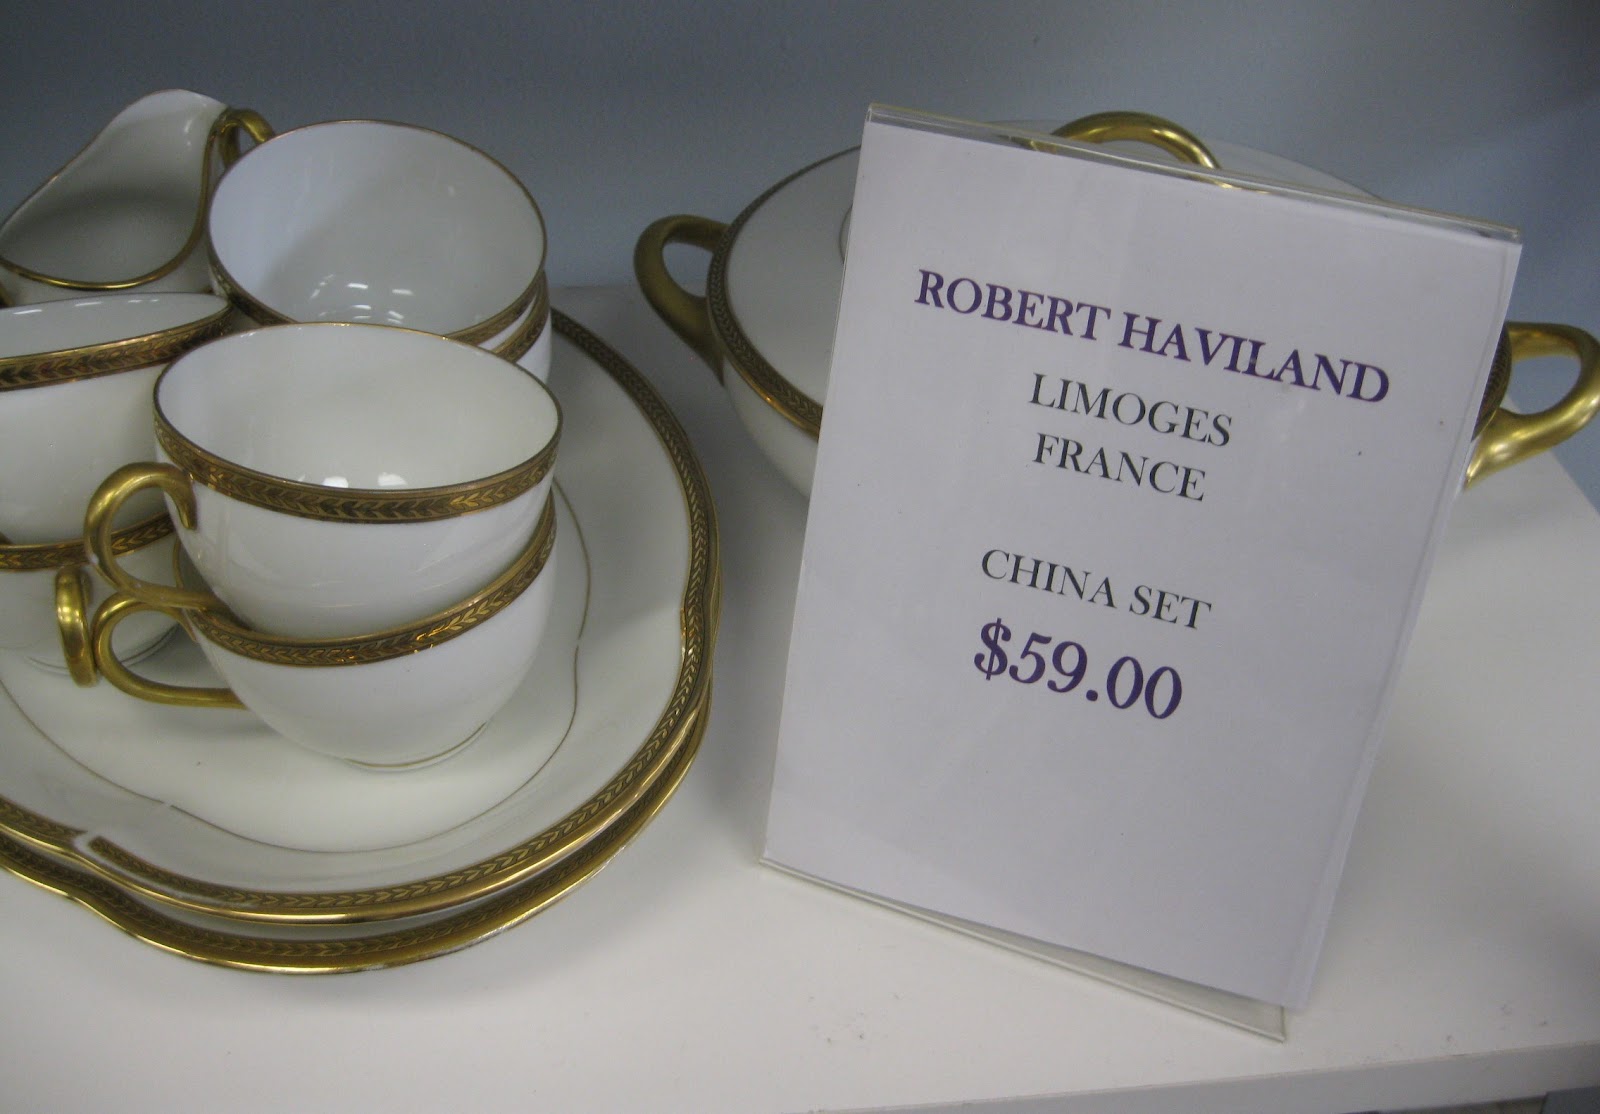 ROBERT HAVILAND
LIMOGES
FRANCE
CHINA SET
$59.00